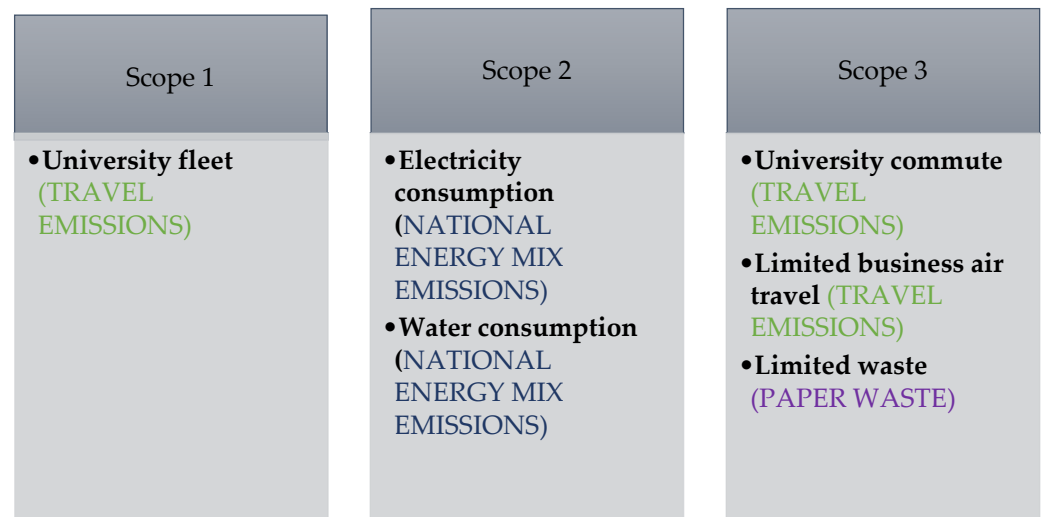 Scope 1
•University fleet
(TRAVEL
EMISSIONS)
Scope 2
•Electricity
consumption
(NATIONAL
ENERGY MIX
EMISSIONS)
•Water consumption
(NATIONAL
ENERGY MIX
EMISSIONS)
Scope 3
•University commute
(TRAVEL
EMISSIONS)
•Limited business air
travel (TRAVEL
EMISSIONS)
•Limited waste
(PAPER WASTE)